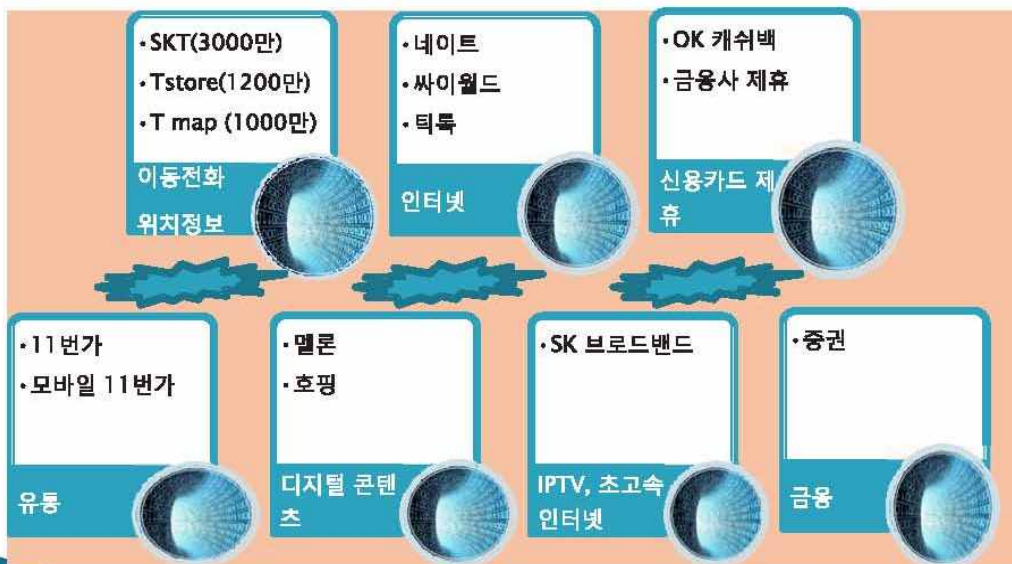 ·SKT(3000만)
·Tstore(1200만)
·T map (1000만)
이동전화
위치정보
·네이트
·싸이월드
·틱톡
인터넷
·OK 캐쉬백
·금융사 제휴
신용카드 제
휴
·11번가
·모바일 11번가
유통
·멜론
·호핑
디지털 콘텐
츠
·SK 브로드밴드
IPTV, 초고속
인터넷
·증권
금융